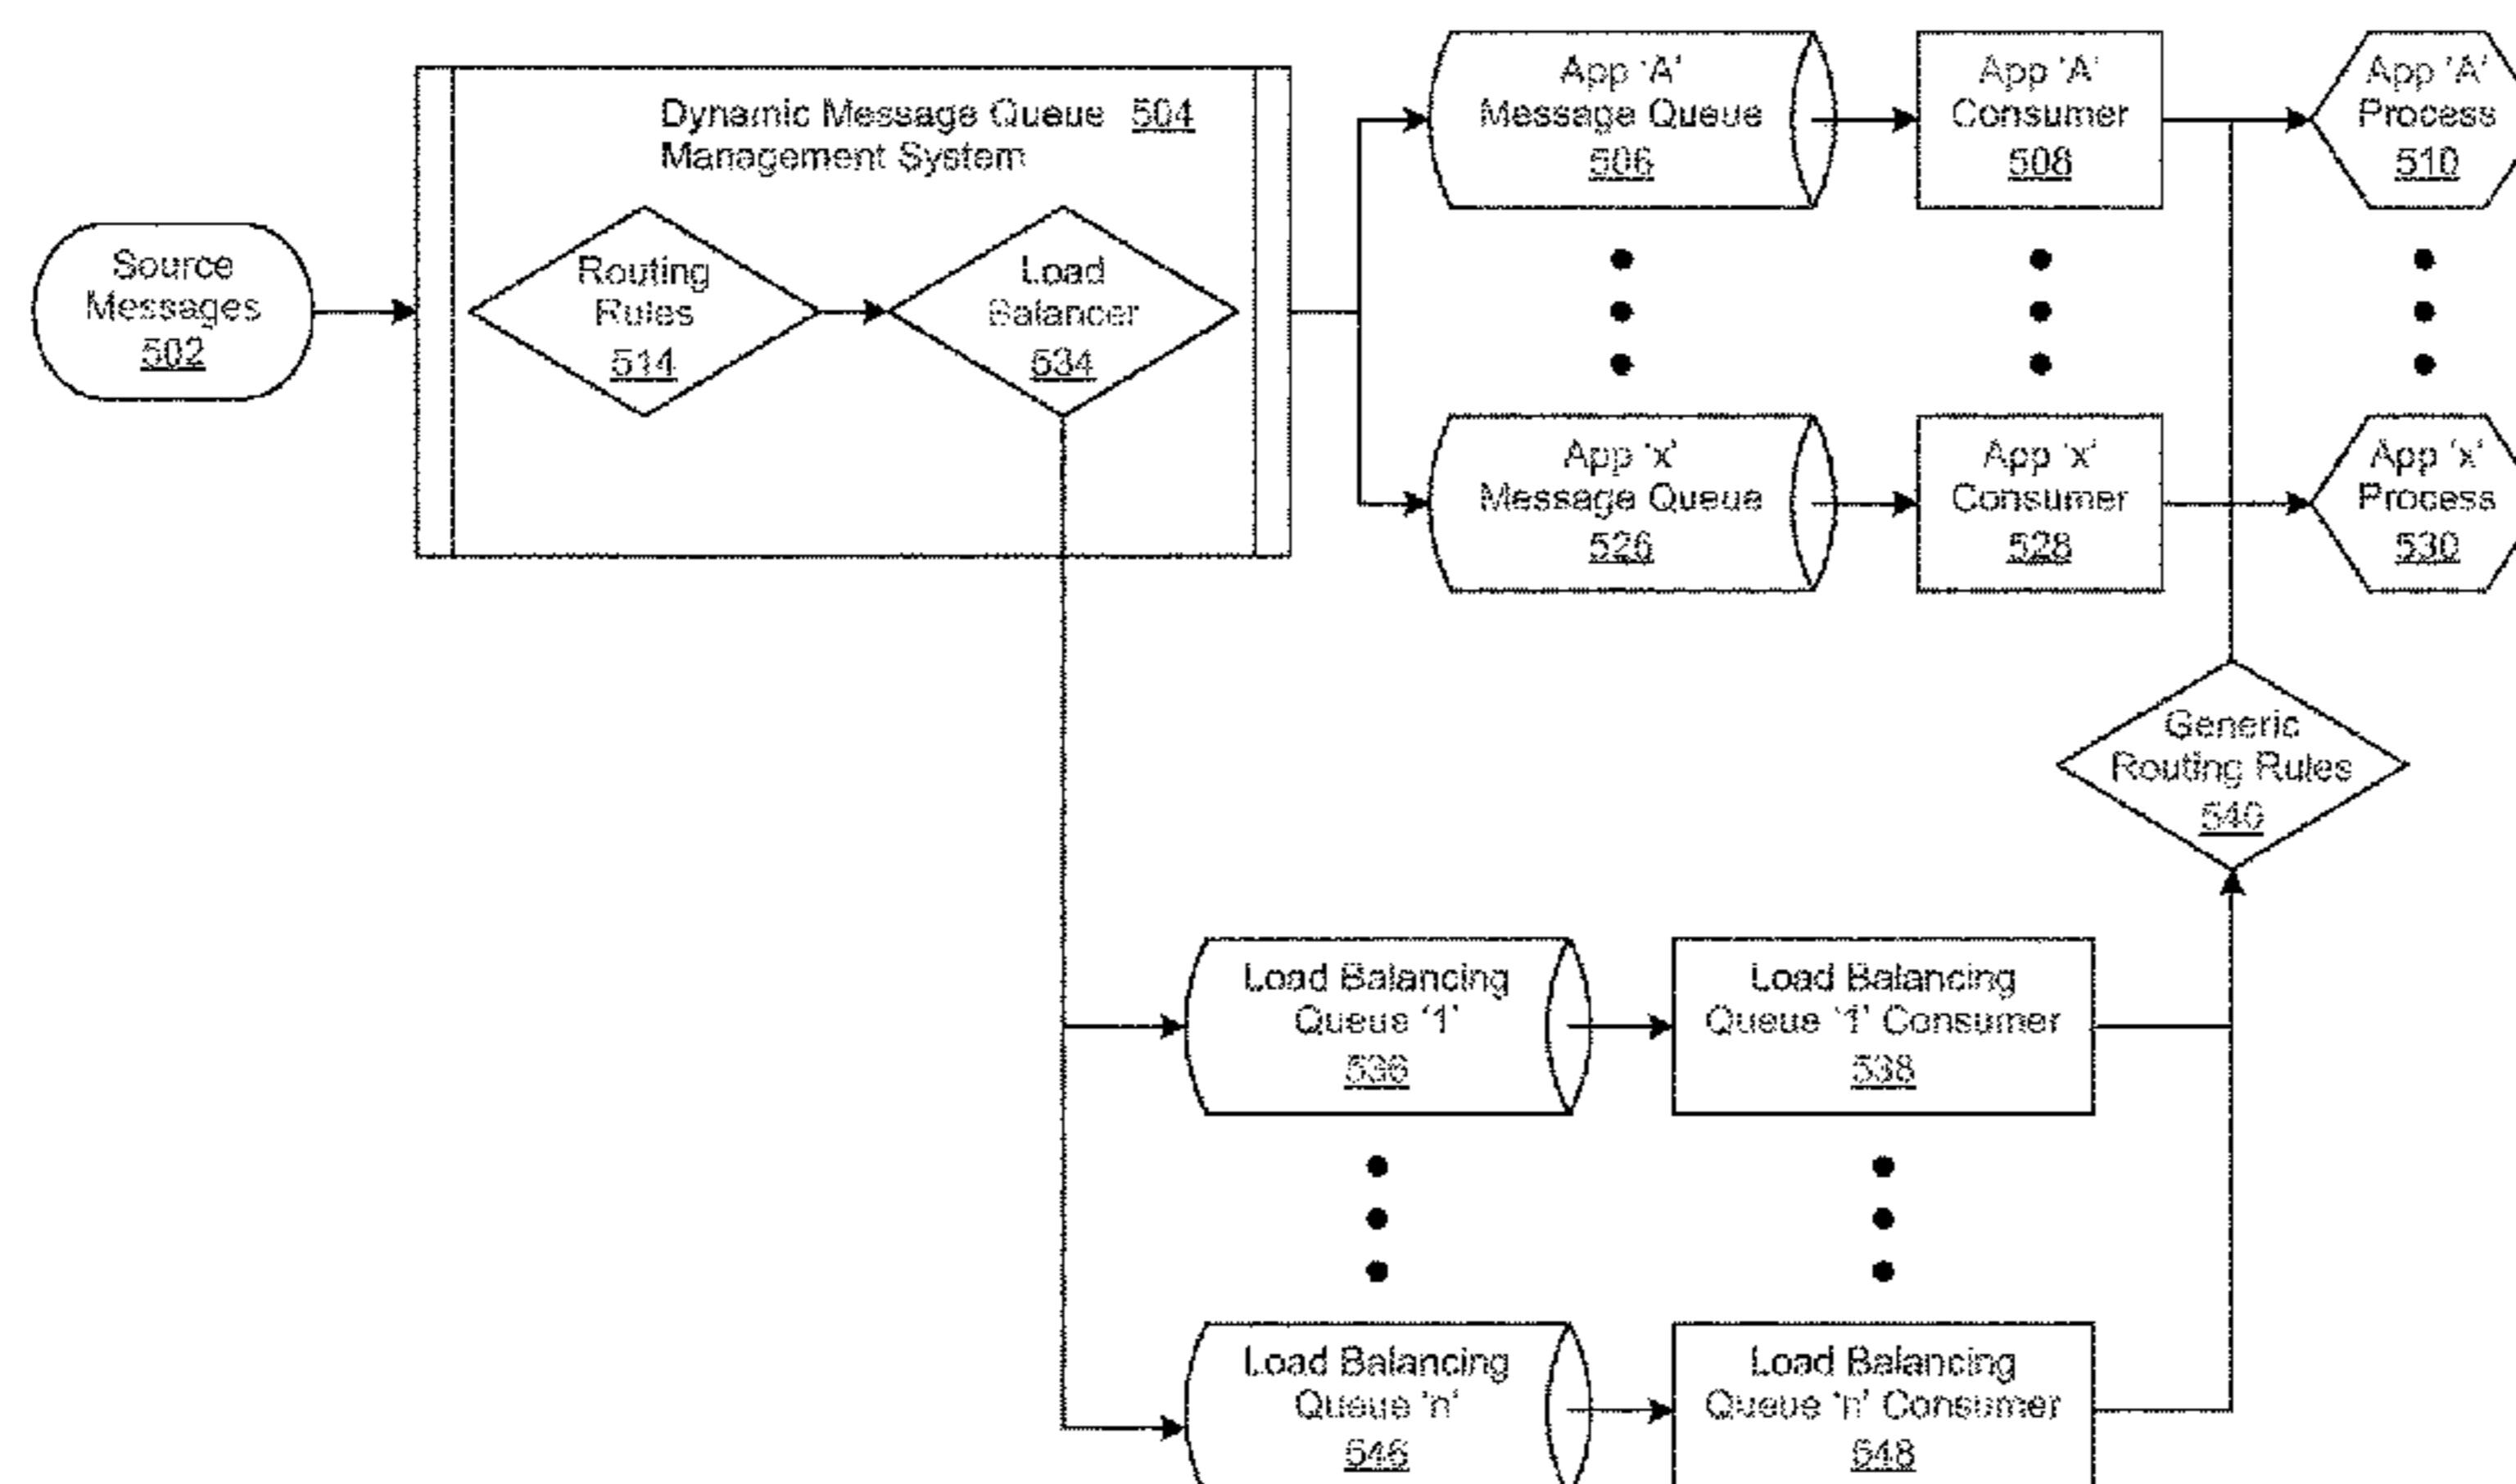 Dynamic Message Queue 504
Management System
Source
Messages
502
Routing
Rules
514
Load
Balancer
534
App 'A'
Message Queue
506
App 'A'
Consumer
508
App 'A'
Process
510
App 'x'
Message Queue
526
App 'x'
Consumer
528
App 'x'
Process
530
Generic
Routing Rules
540
Load Balancing
Queue '1'
536
Load Balancing
Queue '1' Consumer
538
Load Balancing
Queue 'n'
546
Load Balancing
Queue 'n' Consumer
548